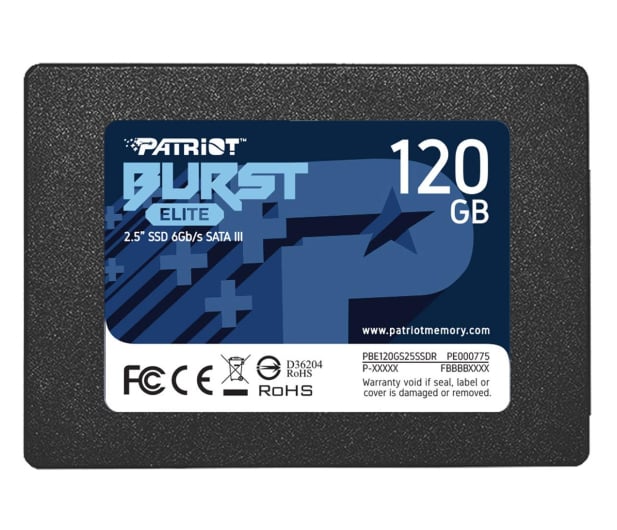 PATRIOT™
BURST
ELITE
2.5" SSD 6Gb/s SATA III
120
GB
www.patriotmemory.com
PBE120GS25SSDR PE000775
P-XXXXX FBBBBXXXX
Warranty void if seal, label or
cover is damaged or removed.
FC CE
D36204
RoHS
RoHS